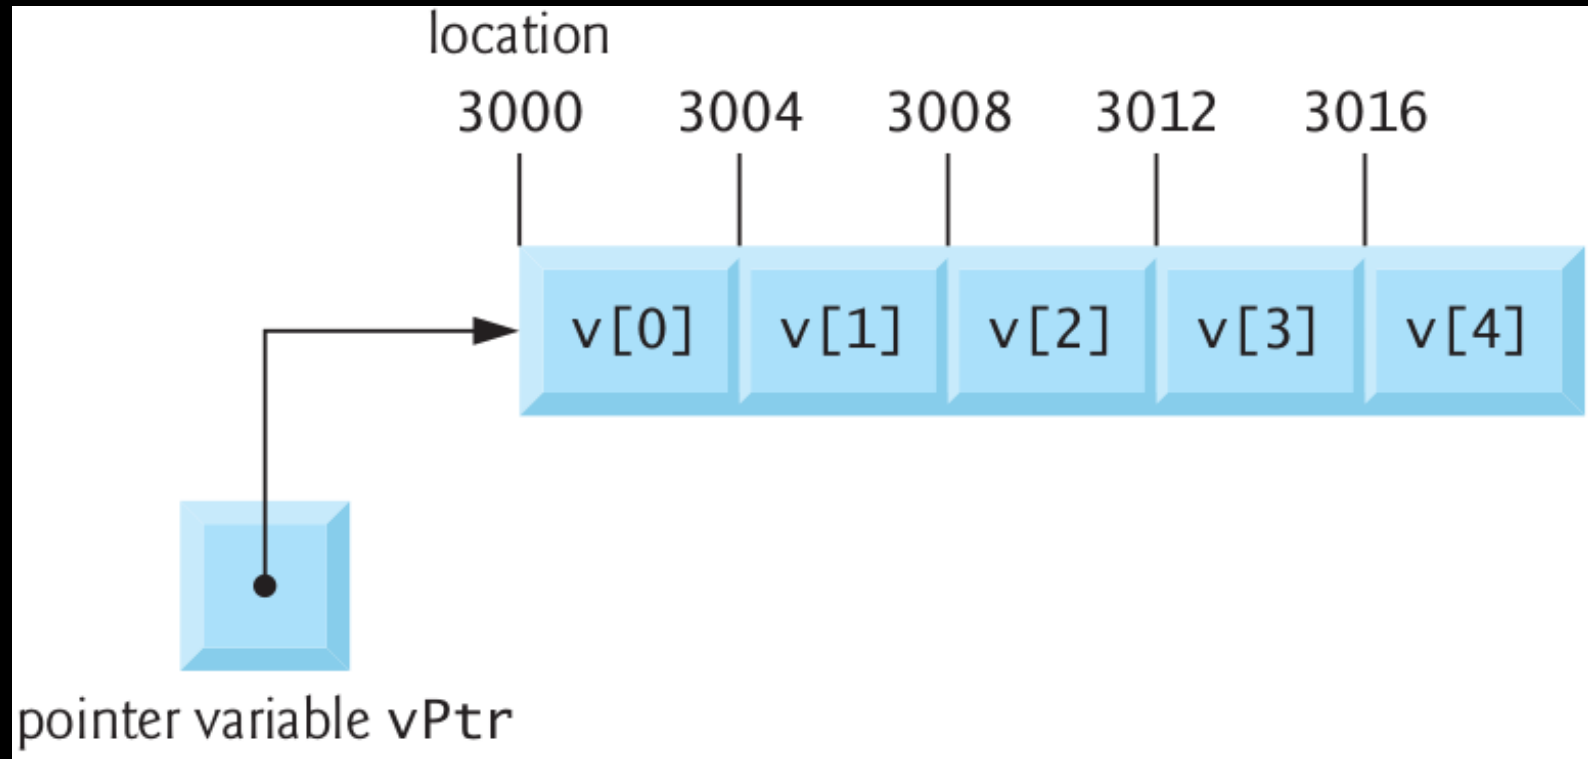 location
3000 3004 3008 3012 3016
v[0] v[1] v[2] v[3] v[4]
pointer variable vPtr